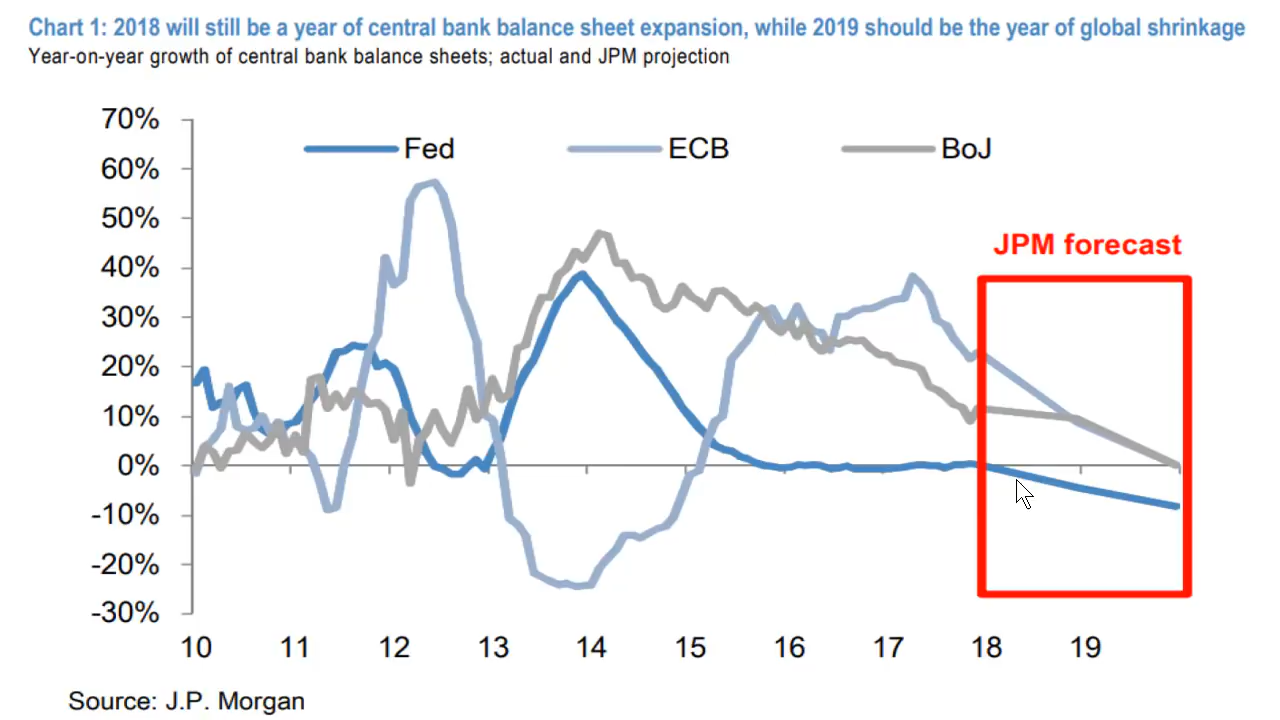 Chart 1: 2018 will still be a year of central bank balance sheet expansion, while 2019 should be the year of global shrinkage
Year-on-year growth of central bank balance sheets; actual and JPM projection
70%
Fed ECB BoJ
60%
50%
JPM forecast
40%
30%
20%
10%
0%
-10%
-20%
-30%
10 11 12 13 14 15 16 17 18 19
Source: J.P. Morgan